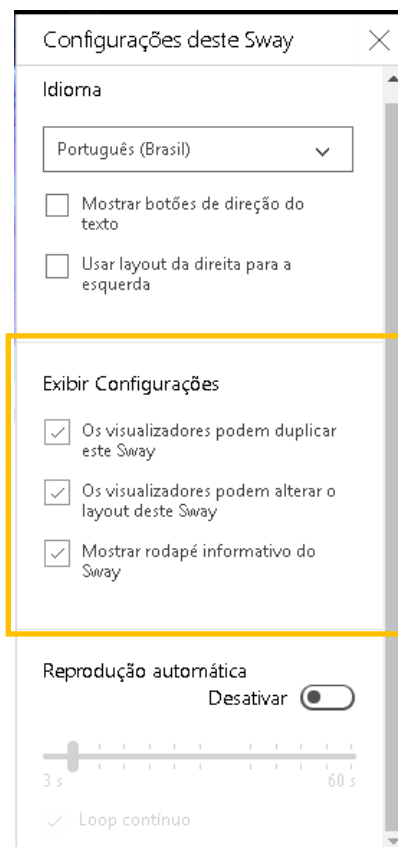 Configurações deste Sway
Idioma
Português (Brasil)
Mostrar botões de direção do
texto
Usar layout da direita para a
esquerda
Exibir Configurações
Os visualizadores podem duplicar
este Sway
Os visualizadores podem alterar o
layout deste Sway
Mostrar rodapé informativo do
Sway
Reprodução automática
Desativar
3 s
60 s
Loop contínuo